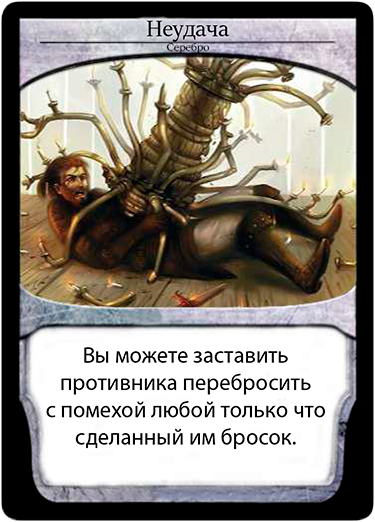 Неудача
Серебро
Вы можете заставить
противника перебросить
с помехой любой только что
сделанный им бросок.